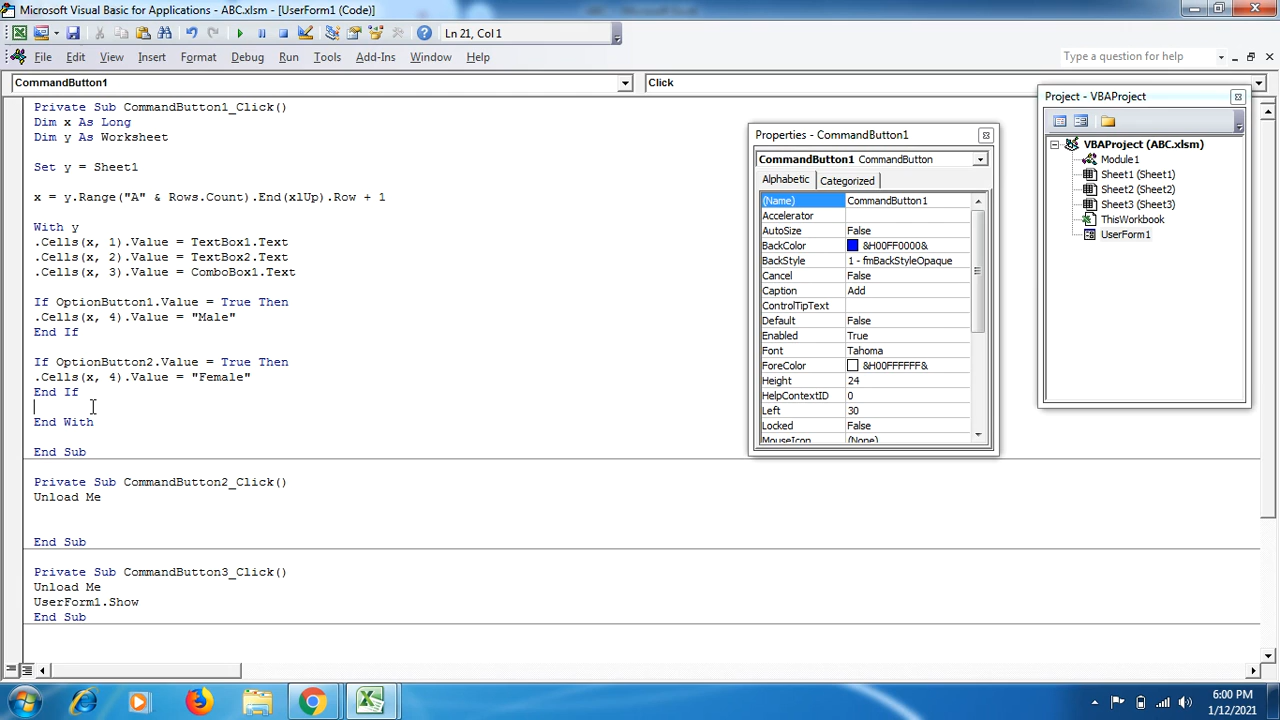 Microsoft Visual Basic for Applications - ABC.xlsm - [UserForm1 (Code)]
Ln 21, Col 1
File Edit View Insert Format Debug Run Tools Add-Ins Window Help
Type a question for help
CommandButton1
Click
Private Sub CommandButton1_Click()
Dim x As Long
Dim y As Worksheet
Set y = Sheet1
x = y.Range("A" & Rows.Count).End(xlUp).Row + 1
With y
.Cells(x, 1).Value = TextBox1.Text
.Cells(x, 2).Value = TextBox2.Text
.Cells(x, 3).Value = ComboBox1.Text
If OptionButton1.Value = True Then
.Cells(x, 4).Value = "Male"
End If
If OptionButton2.Value = True Then
.Cells(x, 4).Value = "Female"
End If
End With
End Sub
Private Sub CommandButton2_Click()
Unload Me
End Sub
Private Sub CommandButton3_Click()
Unload Me
UserForm1.Show
End Sub
Properties - CommandButton1
CommandButton1 CommandButton
Alphabetic Categorized
(Name) CommandButton1
Accelerator
AutoSize False
BackColor &H00FF0000&
BackStyle 1 - fmBackStyleOpaque
Cancel False
Caption Add
ControlTipText
Default False
Enabled True
Font Tahoma
ForeColor &H00FFFFFF&
Height 24
HelpContextID 0
Left 30
Locked False
MouseIcon (None)
Project - VBAProject
VBAProject (ABC.xlsm)
Module1
Sheet1 (Sheet1)
Sheet2 (Sheet2)
Sheet3 (Sheet3)
ThisWorkbook
UserForm1
6:00 PM
1/12/2021